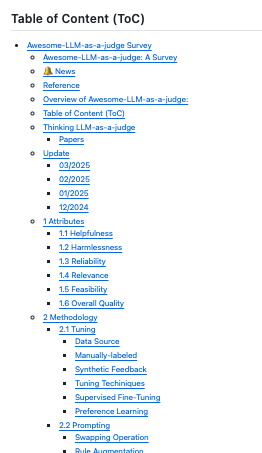 Table of Content (ToC)
Awesome-LLM-as-a-judge Survey
Awesome-LLM-as-a-judge: A Survey
🔔 News
Reference
Overview of Awesome-LLM-as-a-judge:
Table of Content (ToC)
Thinking LLM-as-a-judge
Papers
Update
03/2025
02/2025
01/2025
12/2024
1 Attributes
1.1 Helpfulness
1.2 Harmlessness
1.3 Reliability
1.4 Relevance
1.5 Feasibility
1.6 Overall Quality
2 Methodology
2.1 Tuning
Data Source
Manually-labeled
Synthetic Feedback
Tuning Techiniques
Supervised Fine-Tuning
Preference Learning
2.2 Prompting
Swapping Operation
Rule Augmentation